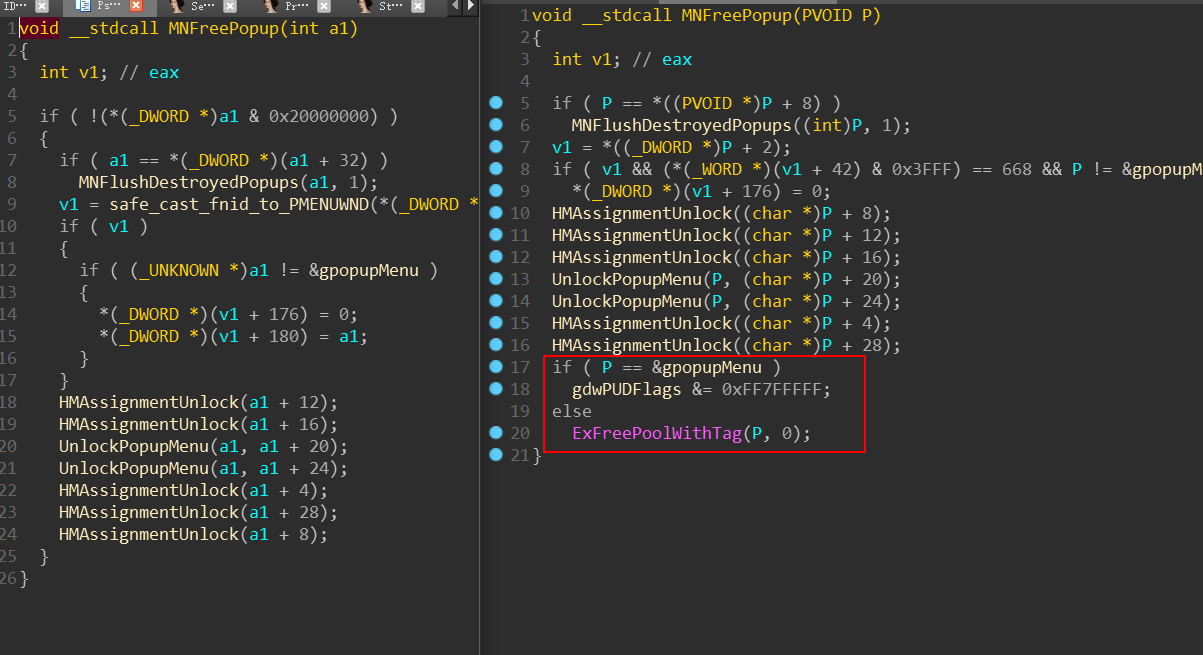 ID··· Ps··· Se··· Pr··· St···
1 void __stdcall MNFreePopup(int a1)
2 {
3 int v1; // eax
4
5 if ( !(*(_DWORD *)a1 & 0x20000000) )
6 {
7 if ( a1 == *(_DWORD *)(a1 + 32) )
8 MNFlushDestroyedPopups(a1, 1);
9 v1 = safe_cast_fnid_to_PMENUWND(*(_DWORD *
10 if ( v1 )
11 {
12 if ( (_UNKNOWN *)a1 != &gpopupMenu )
13 {
14 *(_DWORD *)(v1 + 176) = 0;
15 *(_DWORD *)(v1 + 180) = a1;
16 }
17 }
18 HMAssignmentUnlock(a1 + 12);
19 HMAssignmentUnlock(a1 + 16);
20 UnlockPopupMenu(a1, a1 + 20);
21 UnlockPopupMenu(a1, a1 + 24);
22 HMAssignmentUnlock(a1 + 4);
23 HMAssignmentUnlock(a1 + 28);
24 HMAssignmentUnlock(a1 + 8);
25 }
26 }
1 void __stdcall MNFreePopup(PVOID P)
2 {
3 int v1; // eax
4
5 if ( P == *((PVOID *)P + 8) )
6 MNFlushDestroyedPopups((int)P, 1);
7 v1 = *((_DWORD *)P + 2);
8 if ( v1 && (*(_WORD *)(v1 + 42) & 0x3FFF) == 668 && P != &gpopupM
9 *(_DWORD *)(v1 + 176) = 0;
10 HMAssignmentUnlock((char *)P + 8);
11 HMAssignmentUnlock((char *)P + 12);
12 HMAssignmentUnlock((char *)P + 16);
13 UnlockPopupMenu(P, (char *)P + 20);
14 UnlockPopupMenu(P, (char *)P + 24);
15 HMAssignmentUnlock((char *)P + 4);
16 HMAssignmentUnlock((char *)P + 28);
17 if ( P == &gpopupMenu )
18 gdwPUDFlags &= 0xFF7FFFFF;
19 else
20 ExFreePoolWithTag(P, 0);
21 }